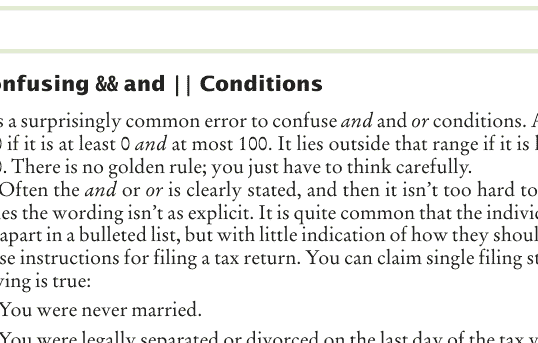 onfusing && and || Conditions
s a surprisingly common error to confuse and and or conditions. A
0 if it is at least 0 and at most 100. It lies outside that range if it is
0. There is no golden rule; you just have to think carefully.
Often the and or or is clearly stated, and then it isn't too hard to
es the wording isn't as explicit. It is quite common that the indivi
apart in a bulleted list, but with little indication of how they shou
se instructions for filing a tax return. You can claim single filing st
ving is true:
You were never married.
You were legally separated or divorced on the last day of the tax y